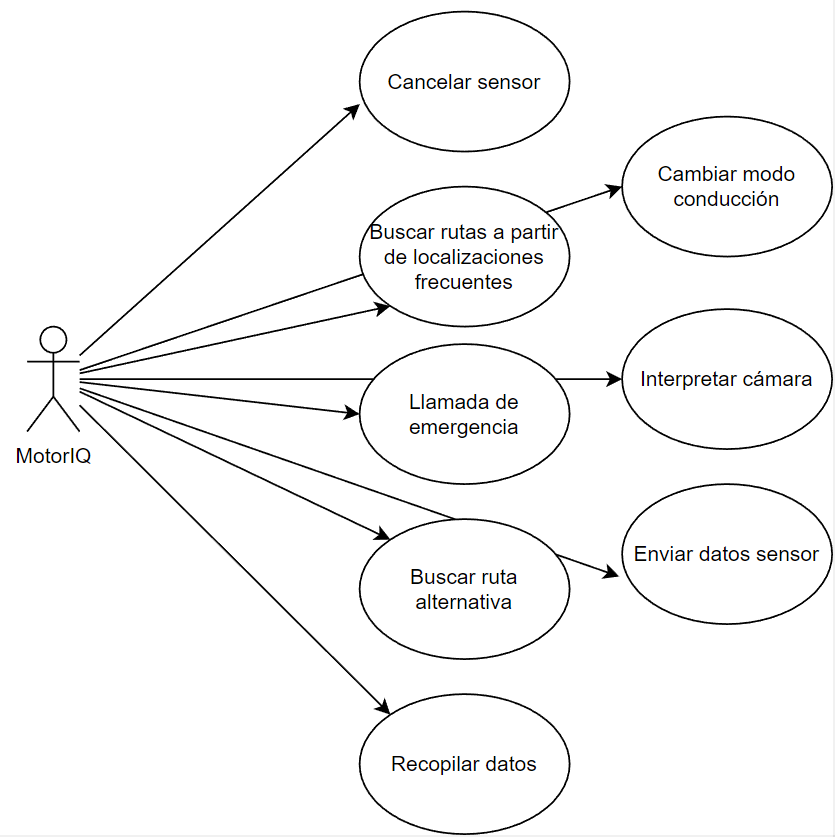 Cancelar sensor
Cambiar modo
conducción
Buscar rutas a partir
de localizaciones
frecuentes
Interpretar cámara
Llamada de
emergencia
MotorIQ
Enviar datos sensor
Buscar ruta
alternativa
Recopilar datos